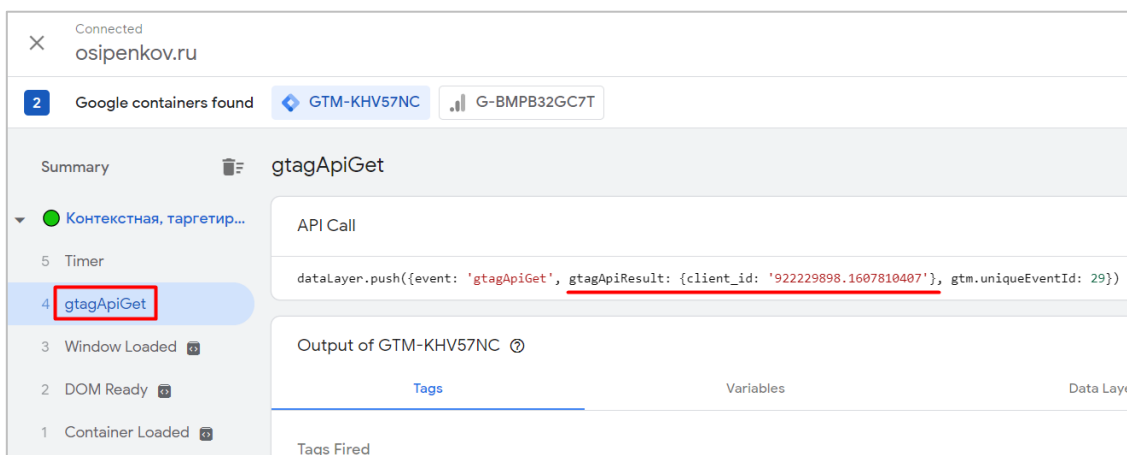 Connected
osipenkov.ru
2 Google containers found GTM-KHV57NC G-BMPB32GC7T
Summary
gtagApiGet
Контекстная, таргетир...
API Call
5 Timer
dataLayer.push({event: 'gtagApiGet', gtagApiResult: {client_id: '922229898.1607810407'}, gtm.uniqueEventId: 29})
4 gtagApiGet
3 Window Loaded
Output of GTM-KHV57NC
2 DOM Ready
Tags Variables Data Laye
1 Container Loaded
Tags Fired